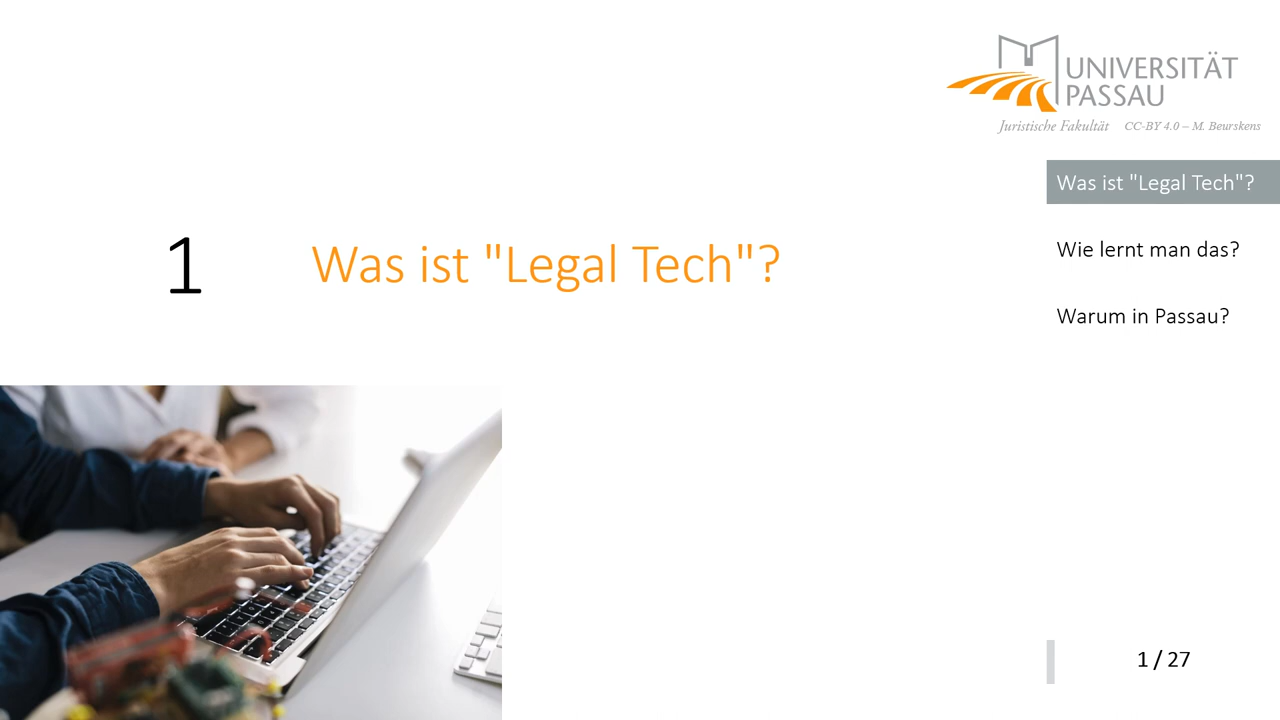 UNIVERSITÄT
PASSAU
Juristische Fakultät CC-BY 4.0 – M. Beurskens
Was ist "Legal Tech"?
Wie lernt man das?
Warum in Passau?
1 Was ist "Legal Tech"?
1 / 27